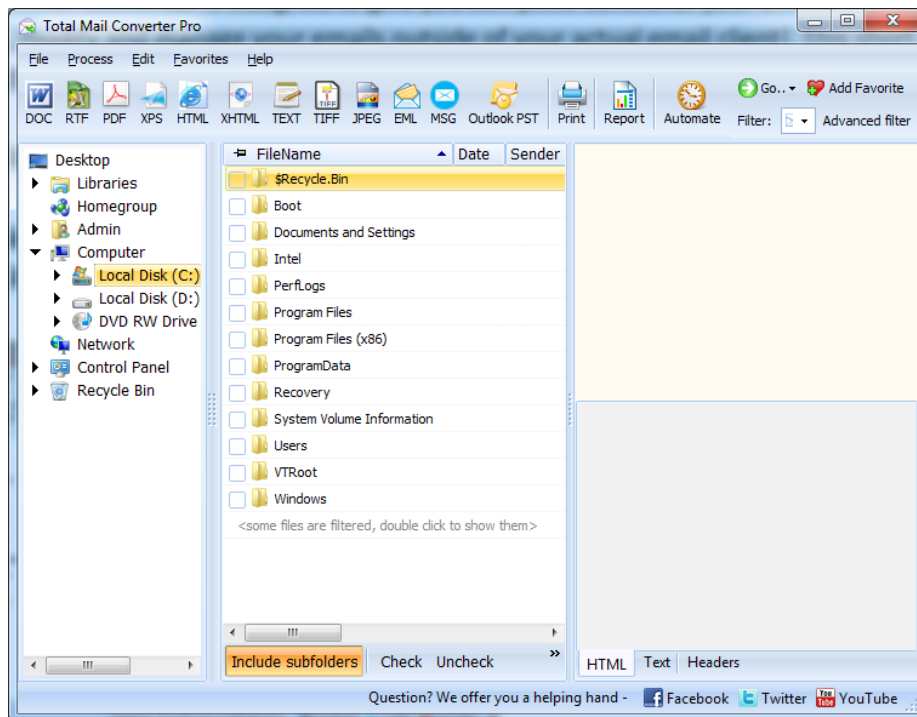 Total Mail Converter Pro
File Process Edit Favorites Help
DOC RTF PDF XPS HTML XHTML TEXT TIFF JPEG EML MSG Outlook PST Print Report Automate
Go.. Add Favorite
Filter: Advanced filter
Desktop
Libraries
Homegroup
Admin
Computer
Local Disk (C:)
Local Disk (D:)
DVD RW Drive
Network
Control Panel
Recycle Bin
FileName Date Sender
$Recycle.Bin
Boot
Documents and Settings
Intel
PerfLogs
Program Files
Program Files (x86)
ProgramData
Recovery
System Volume Information
Users
VTRoot
Windows
<some files are filtered, double click to show them>
Include subfolders Check Uncheck »
HTML Text Headers
Question? We offer you a helping hand - Facebook Twitter YouTube